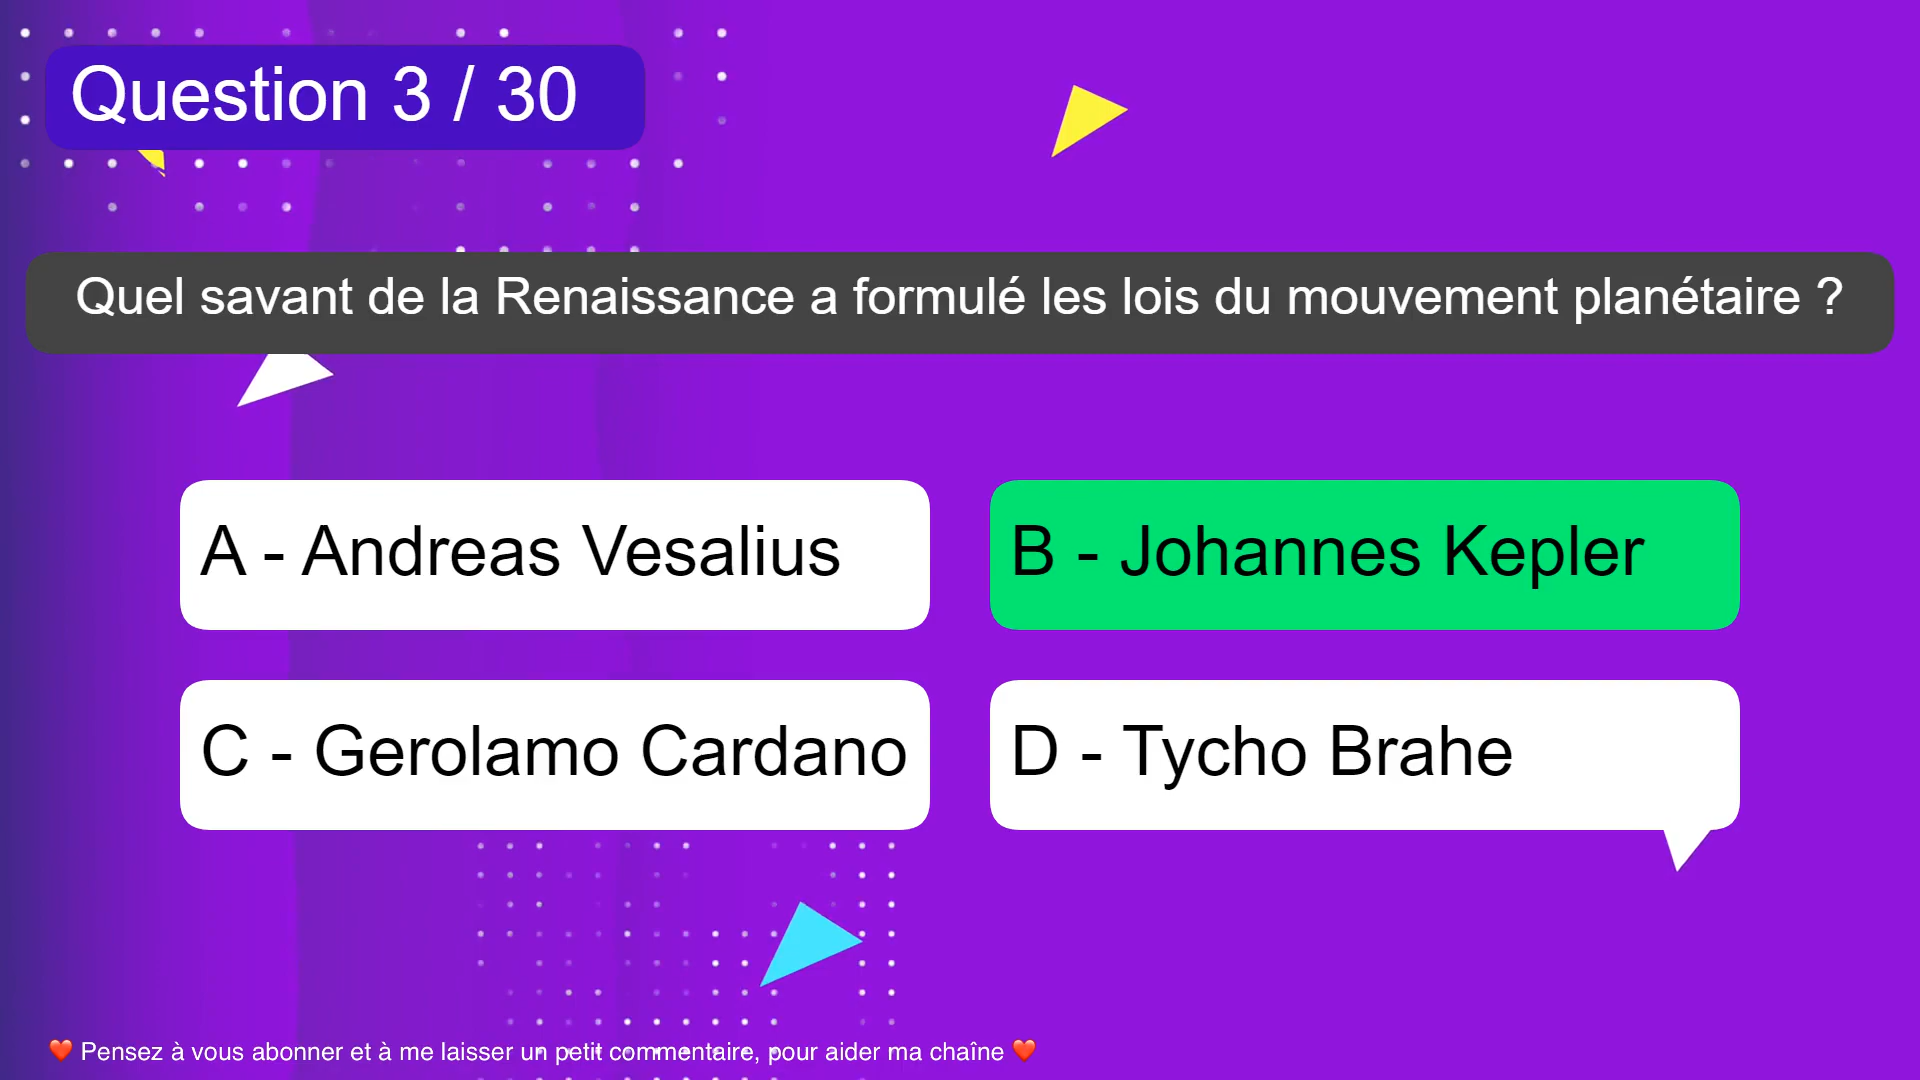 Question 3 / 30
Quel savant de la Renaissance a formulé les lois du mouvement planétaire ?
A - Andreas Vesalius
B - Johannes Kepler
C - Gerolamo Cardano
D - Tycho Brahe
❤️ Pensez à vous abonner et à me laisser un petit commentaire, pour aider ma chaîne ❤️